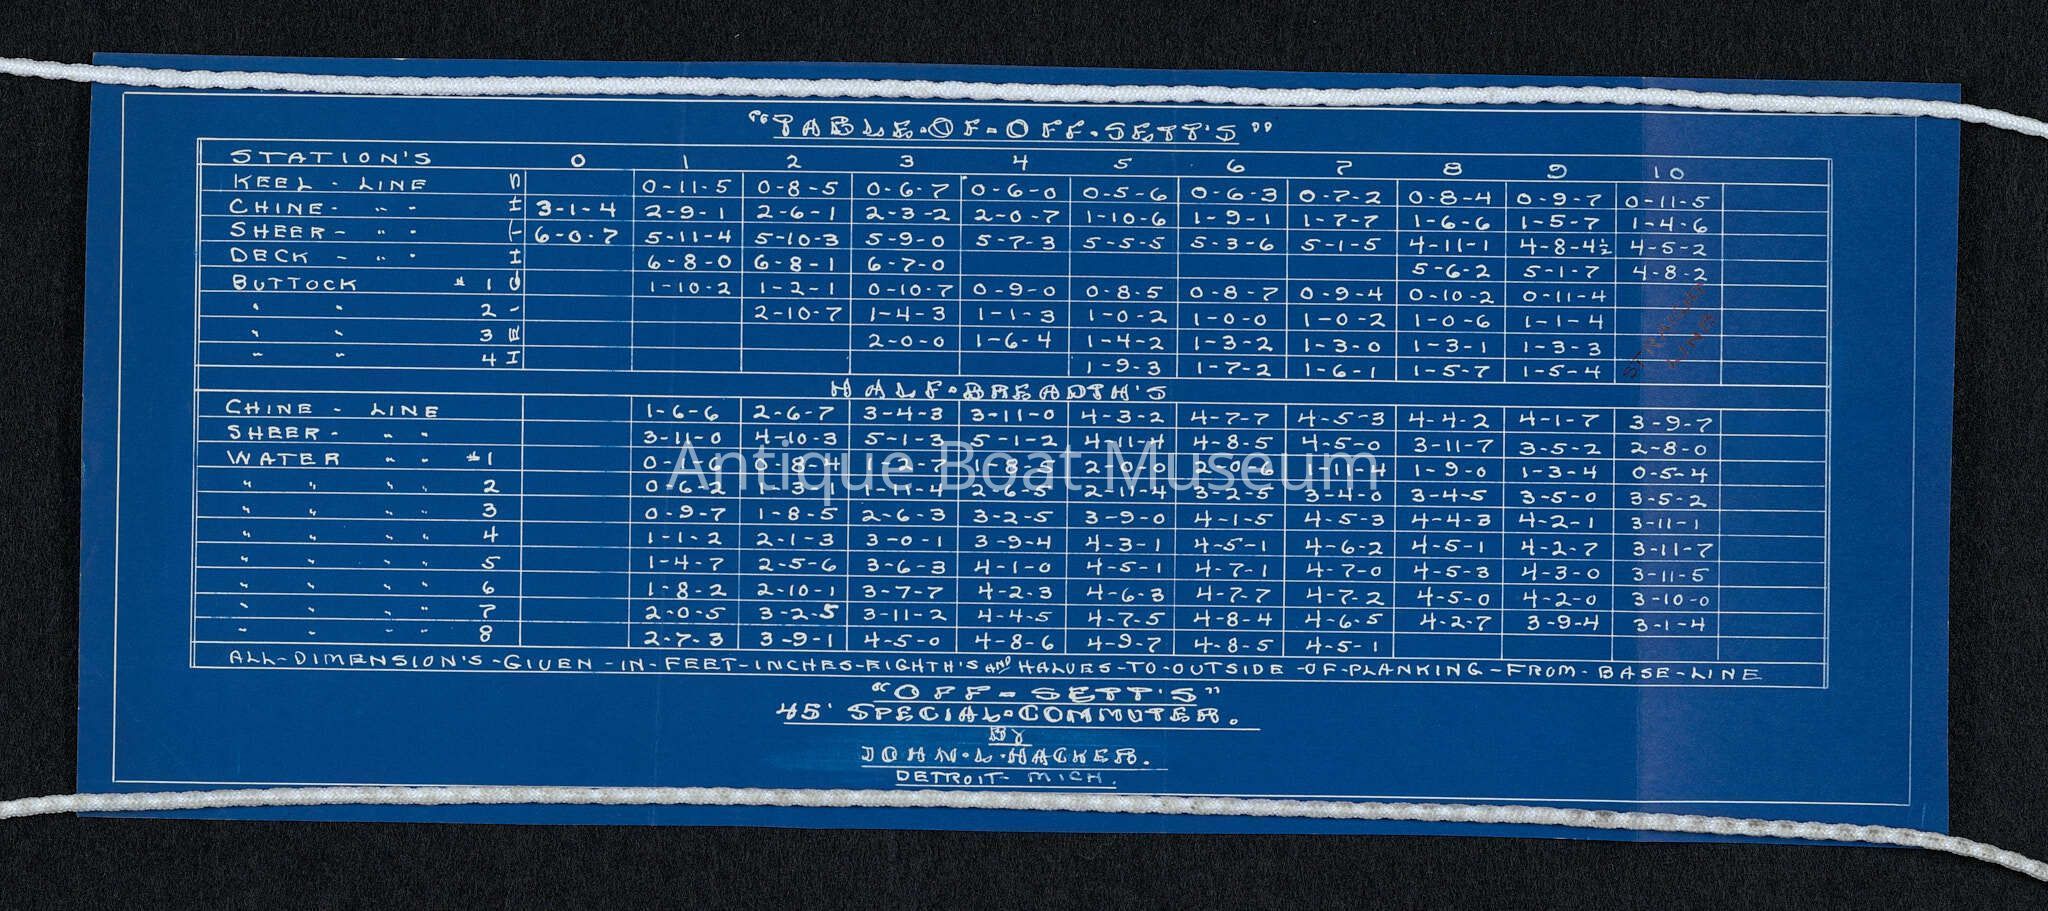 "TABLE-OF-OFF-SETT'S"
STATION'S 0 1 2 3 4 5 6 7 8 9 10
KEEL - LINE 0-11-5 0-8-5 0-6-7 0-6-0 0-5-6 0-6-3 0-7-2 0-8-4 0-9-7 0-11-5
CHINE - " " 3-1-4 2-9-1 2-6-1 2-3-2 2-0-7 1-10-6 1-9-1 1-7-7 1-6-6 1-5-7 1-4-6
SHEER - " " 6-0-7 5-11-4 5-10-3 5-9-0 5-7-3 5-5-5 5-3-6 5-1-5 4-11-1 4-8-4½ 4-5-2
DECK - " " 6-8-0 6-8-1 6-7-0 5-6-2 5-1-7 4-8-2
BUTTOCK # 1 1-10-2 1-2-1 0-10-7 0-9-0 0-8-5 0-8-7 0-9-4 0-10-2 0-11-4
" " 2 2-10-7 1-4-3 1-1-3 1-0-2 1-0-0 1-0-2 1-0-6 1-1-4
" " 3 2-0-0 1-6-4 1-4-2 1-3-2 1-3-0 1-3-1 1-3-3
" " 4 1-9-3 1-7-2 1-6-1 1-5-7 1-5-4
HEIGHTS
STRAIGHT LINE
HALF-BREADTH'S
CHINE - LINE 1-6-6 2-6-7 3-4-3 3-11-0 4-3-2 4-7-7 4-5-3 4-4-2 4-1-7 3-9-7
SHEER - " " 3-11-0 4-10-3 5-1-3 5-1-2 4-11-4 4-8-5 4-5-0 3-11-7 3-5-2 2-8-0
WATER " " #1 0-8-4 1-2-7 1-8-5 2-0-0 2-0-6 1-11-4 1-9-0 1-3-4 0-5-4
" " " " 2 0-6-2 1-3-1 1-11-4 2-6-5 2-11-4 3-2-5 3-4-0 3-4-5 3-5-0 3-5-2
" " " " 3 0-9-7 1-8-5 2-6-3 3-2-5 3-9-0 4-1-5 4-5-3 4-4-3 4-2-1 3-11-1
" " " " 4 1-1-2 2-1-3 3-0-1 3-9-4 4-3-1 4-5-1 4-6-2 4-5-1 4-2-7 3-11-7
" " " " 5 1-4-7 2-5-6 3-6-3 4-1-0 4-5-1 4-7-1 4-7-0 4-5-3 4-3-0 3-11-5
" " " " 6 1-8-2 2-10-1 3-7-7 4-2-3 4-6-3 4-7-7 4-7-2 4-5-0 4-2-0 3-10-0
" " " " 7 2-0-5 3-2-5 3-11-2 4-4-5 4-7-5 4-8-4 4-6-5 4-2-7 3-9-4 3-1-4
" " " " 8 2-7-3 3-9-1 4-5-0 4-8-6 4-9-7 4-8-5 4-5-1
ALL-DIMENSION'S-GIVEN-IN-FEET-INCHES-EIGHTH'S AND HALVES-TO-OUTSIDE-OF-PLANKING-FROM-BASE-LINE
"OFF-SETT'S"
45' SPECIAL-COMMUTER.
BY
JOHN-L-HACKER.
DETROIT- MICH.
Antique Boat Museum